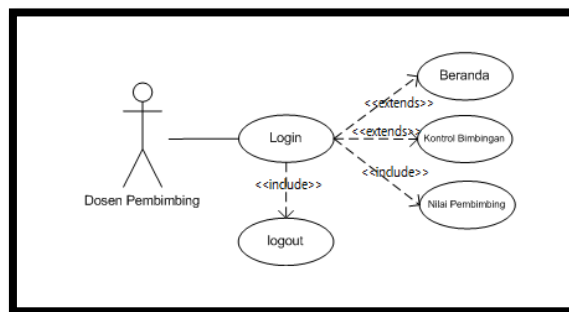 Beranda
<<extends>>
Login
<<extends>>
Kontrol Bimbingan
<<include>>
<<include>>
Dosen Pembimbing
Nilai Pembimbing
logout